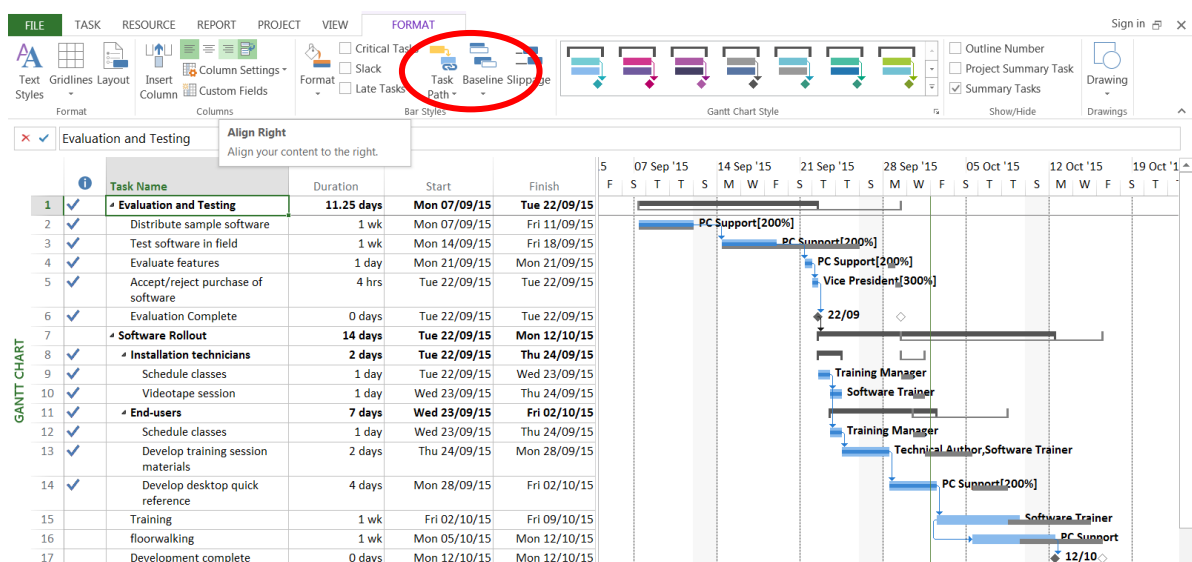 FILE TASK RESOURCE REPORT PROJECT VIEW FORMAT Sign in
Text Styles
Gridlines
Layout
Format
Insert Column
Column Settings
Custom Fields
Columns
Format
Critical Tasks
Slack
Late Tasks
Task Path
Baseline
Slippage
Bar Styles
Gantt Chart Style
Outline Number
Project Summary Task
Summary Tasks
Show/Hide
Drawing
Drawings
Evaluation and Testing
Align Right
Align your content to the right.
GANTT CHART
5 07 Sep '15 14 Sep '15 21 Sep '15 28 Sep '15 05 Oct '15 12 Oct '15 19 Oct '1
Task Name Duration Start Finish F S T T S M W F S T T S M W F S T T S M W F S T
1 Evaluation and Testing 11.25 days Mon 07/09/15 Tue 22/09/15
2 Distribute sample software 1 wk Mon 07/09/15 Fri 11/09/15 PC Support[200%]
3 Test software in field 1 wk Mon 14/09/15 Fri 18/09/15 PC Support[200%]
4 Evaluate features 1 day Mon 21/09/15 Mon 21/09/15 PC Support[200%]
5 Accept/reject purchase of 4 hrs Tue 22/09/15 Tue 22/09/15 Vice President[300%]
software
6 Evaluation Complete 0 days Tue 22/09/15 Tue 22/09/15 22/09
7 Software Rollout 14 days Tue 22/09/15 Mon 12/10/15
8 Installation technicians 2 days Tue 22/09/15 Thu 24/09/15
9 Schedule classes 1 day Tue 22/09/15 Wed 23/09/15 Training Manager
10 Videotape session 1 day Wed 23/09/15 Thu 24/09/15 Software Trainer
11 End-users 7 days Wed 23/09/15 Fri 02/10/15
12 Schedule classes 1 day Wed 23/09/15 Thu 24/09/15 Training Manager
13 Develop training session 2 days Thu 24/09/15 Mon 28/09/15 Technical Author,Software Trainer
materials
14 Develop desktop quick 4 days Mon 28/09/15 Fri 02/10/15 PC Support[200%]
reference
15 Training 1 wk Fri 02/10/15 Fri 09/10/15 Software Trainer
16 floorwalking 1 wk Mon 05/10/15 Mon 12/10/15 PC Support
17 Development complete 0 days Mon 12/10/15 Mon 12/10/15 12/10